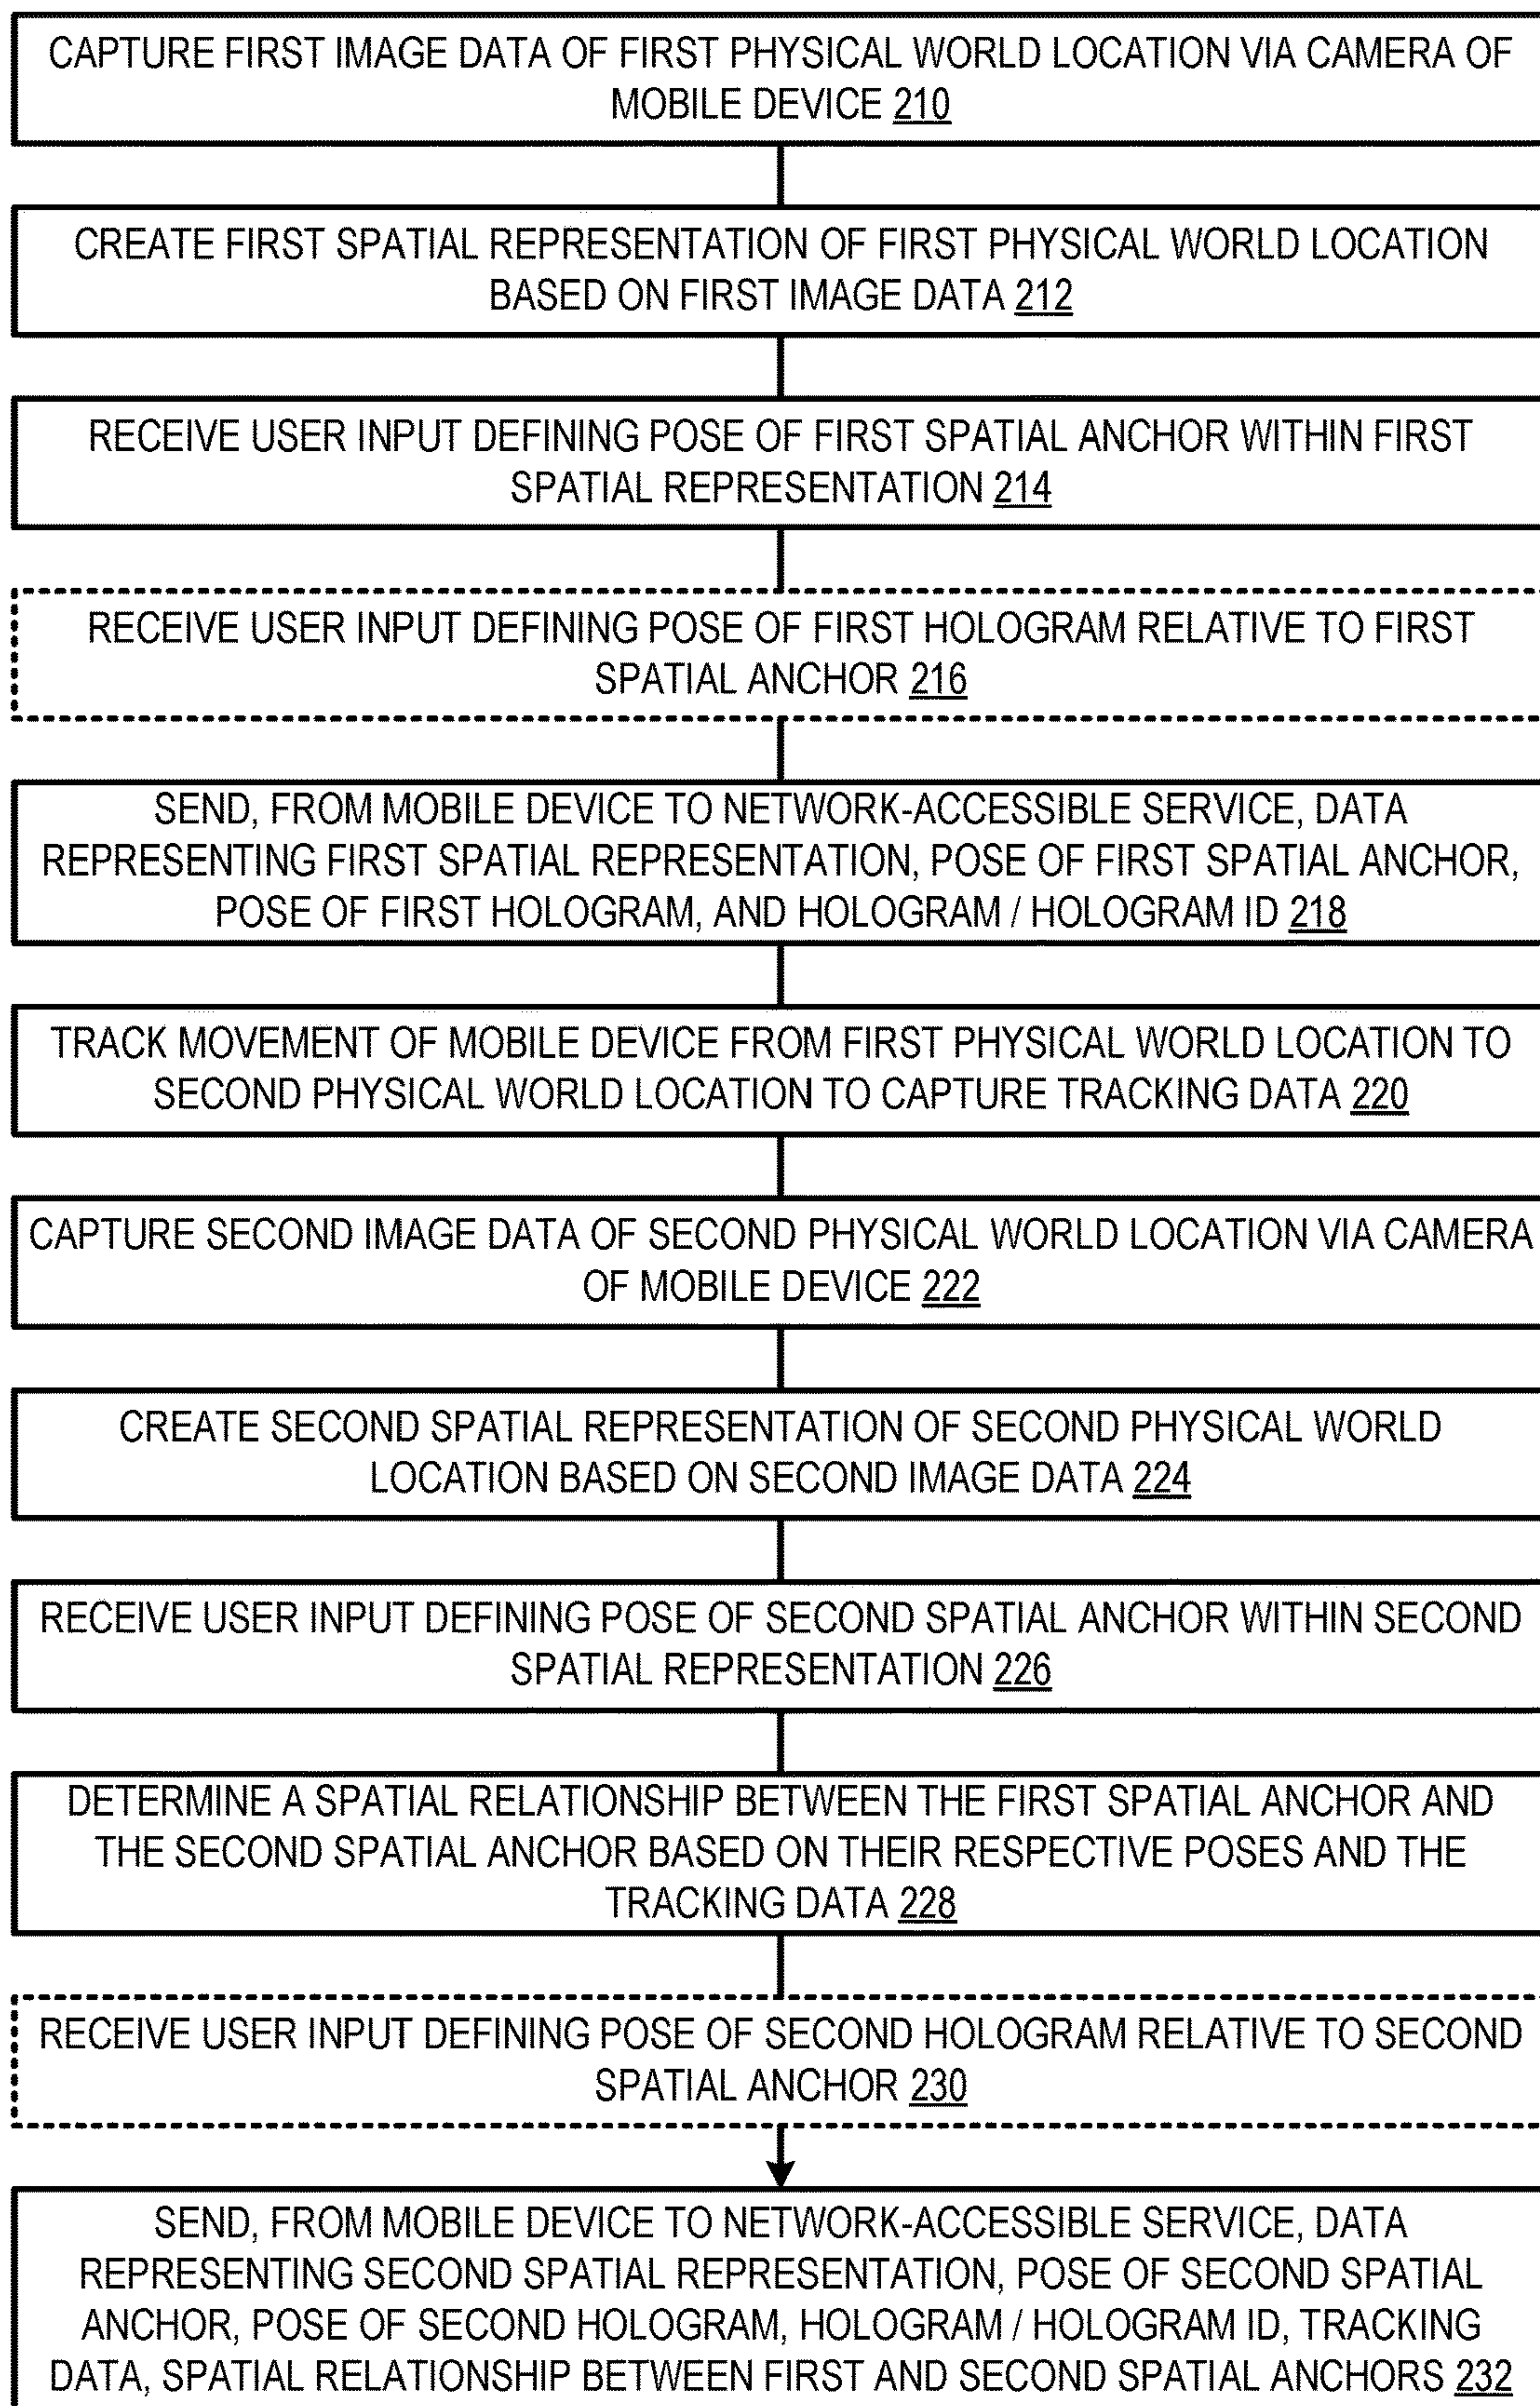 CAPTURE FIRST IMAGE DATA OF FIRST PHYSICAL WORLD LOCATION VIA CAMERA OF
MOBILE DEVICE 210
CREATE FIRST SPATIAL REPRESENTATION OF FIRST PHYSICAL WORLD LOCATION
BASED ON FIRST IMAGE DATA 212
RECEIVE USER INPUT DEFINING POSE OF FIRST SPATIAL ANCHOR WITHIN FIRST
SPATIAL REPRESENTATION 214
RECEIVE USER INPUT DEFINING POSE OF FIRST HOLOGRAM RELATIVE TO FIRST
SPATIAL ANCHOR 216
SEND, FROM MOBILE DEVICE TO NETWORK-ACCESSIBLE SERVICE, DATA
REPRESENTING FIRST SPATIAL REPRESENTATION, POSE OF FIRST SPATIAL ANCHOR,
POSE OF FIRST HOLOGRAM, AND HOLOGRAM / HOLOGRAM ID 218
TRACK MOVEMENT OF MOBILE DEVICE FROM FIRST PHYSICAL WORLD LOCATION TO
SECOND PHYSICAL WORLD LOCATION TO CAPTURE TRACKING DATA 220
CAPTURE SECOND IMAGE DATA OF SECOND PHYSICAL WORLD LOCATION VIA CAMERA
OF MOBILE DEVICE 222
CREATE SECOND SPATIAL REPRESENTATION OF SECOND PHYSICAL WORLD
LOCATION BASED ON SECOND IMAGE DATA 224
RECEIVE USER INPUT DEFINING POSE OF SECOND SPATIAL ANCHOR WITHIN SECOND
SPATIAL REPRESENTATION 226
DETERMINE A SPATIAL RELATIONSHIP BETWEEN THE FIRST SPATIAL ANCHOR AND
THE SECOND SPATIAL ANCHOR BASED ON THEIR RESPECTIVE POSES AND THE
TRACKING DATA 228
RECEIVE USER INPUT DEFINING POSE OF SECOND HOLOGRAM RELATIVE TO SECOND
SPATIAL ANCHOR 230
SEND, FROM MOBILE DEVICE TO NETWORK-ACCESSIBLE SERVICE, DATA
REPRESENTING SECOND SPATIAL REPRESENTATION, POSE OF SECOND SPATIAL
ANCHOR, POSE OF SECOND HOLOGRAM, HOLOGRAM / HOLOGRAM ID, TRACKING
DATA, SPATIAL RELATIONSHIP BETWEEN FIRST AND SECOND SPATIAL ANCHORS 232